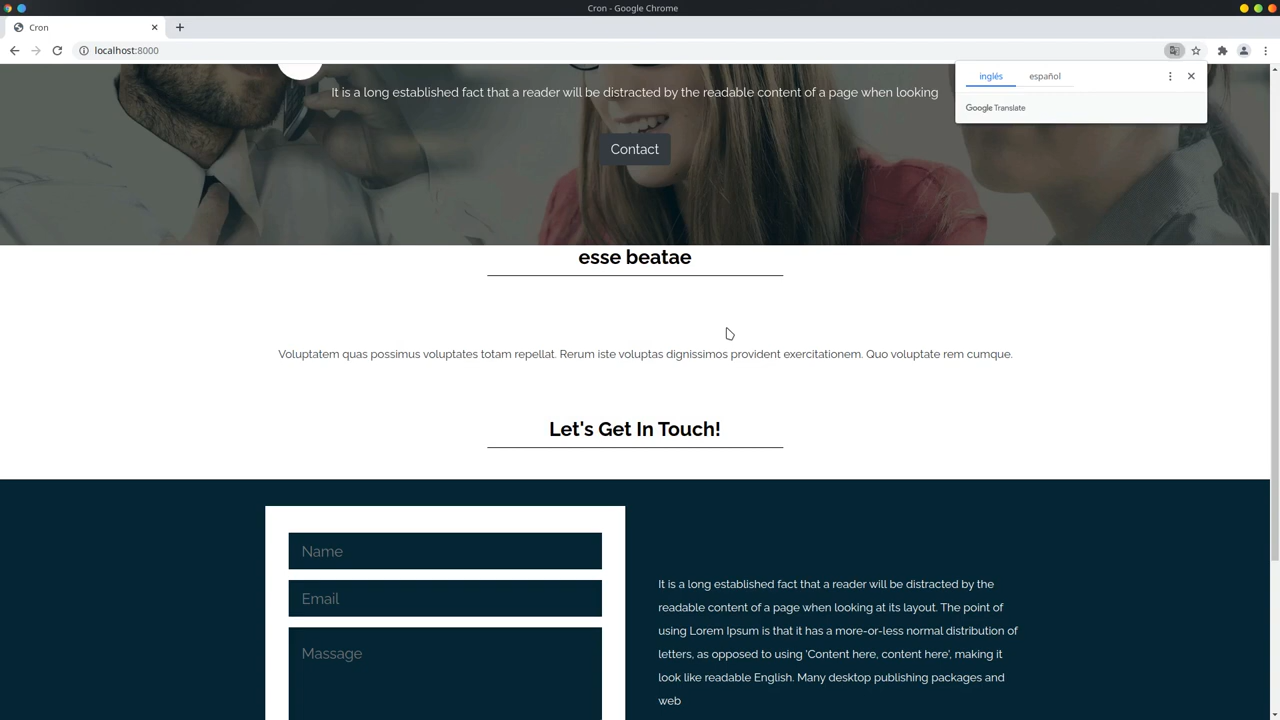 Cron - Google Chrome
Cron
localhost:8000
inglés español
Google Translate
It is a long established fact that a reader will be distracted by the readable content of a page when looking
Contact
esse beatae
Voluptatem quas possimus voluptates totam repellat. Rerum iste voluptas dignissimos provident exercitationem. Quo voluptate rem cumque.
Let's Get In Touch!
Name
Email
Massage
It is a long established fact that a reader will be distracted by the
readable content of a page when looking at its layout. The point of
using Lorem Ipsum is that it has a more-or-less normal distribution of
letters, as opposed to using 'Content here, content here', making it
look like readable English. Many desktop publishing packages and
web